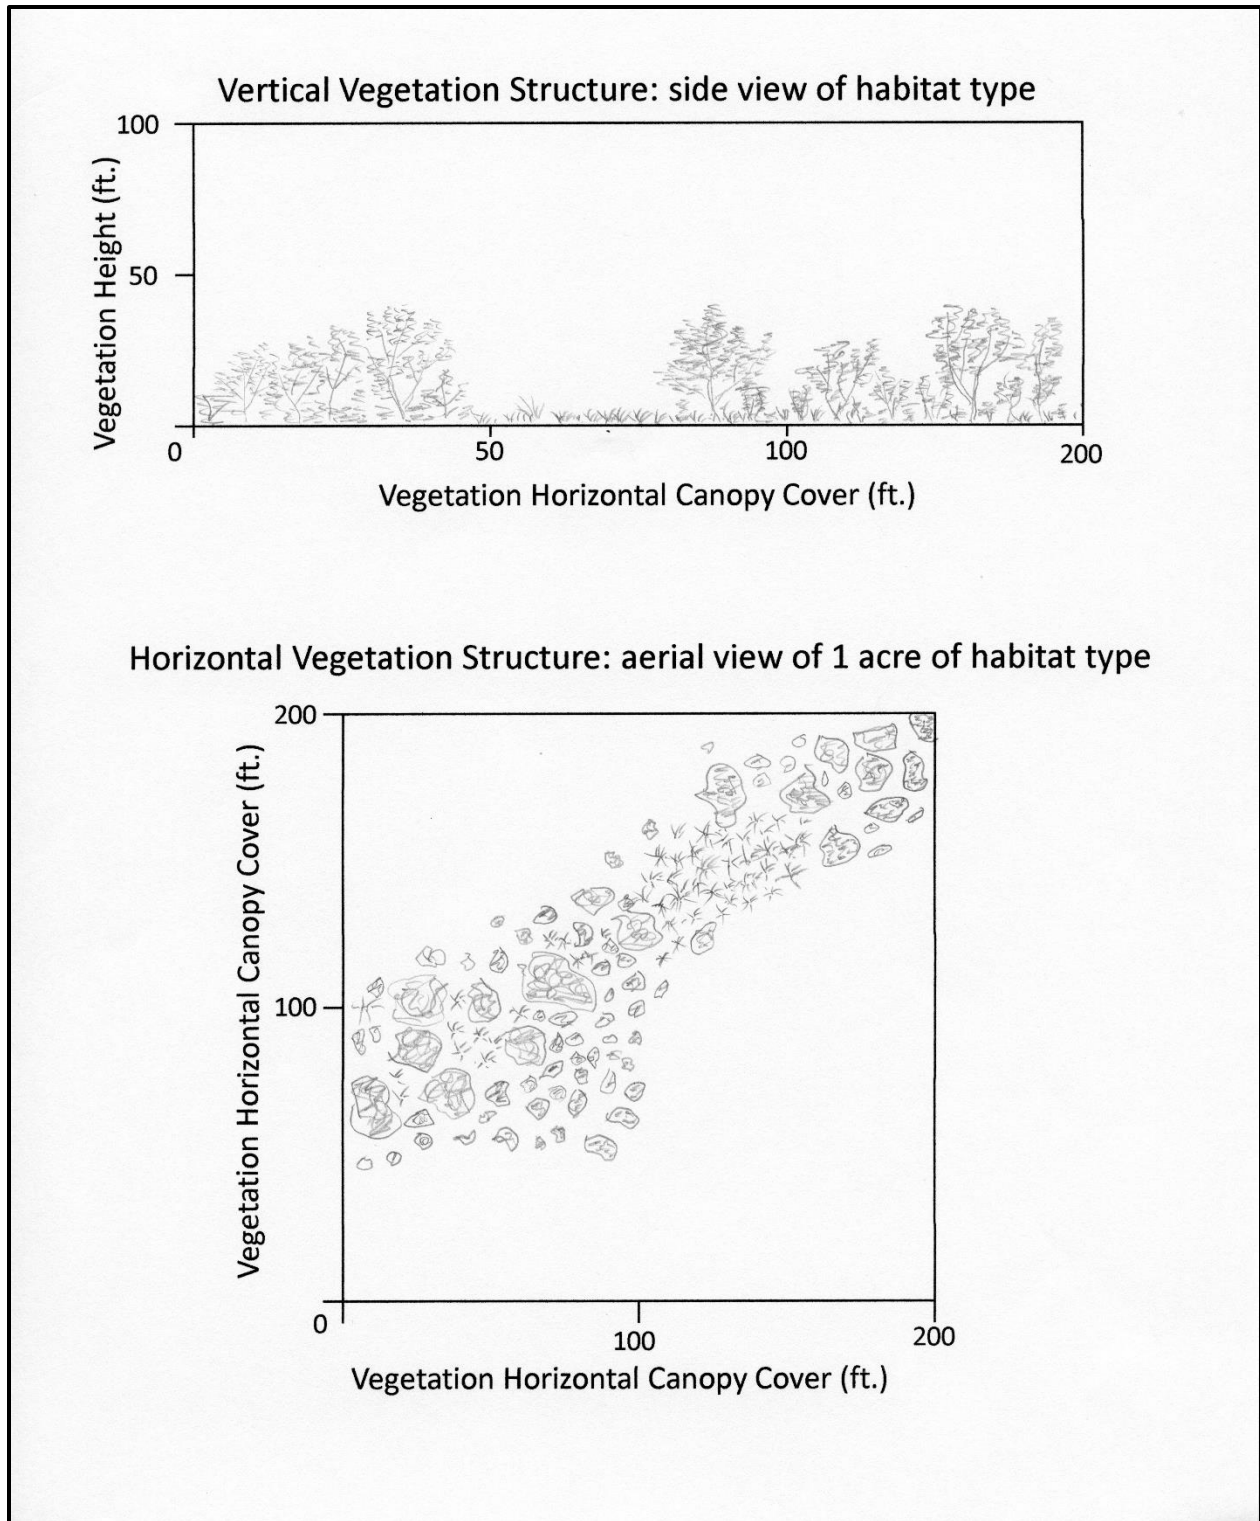 Vertical Vegetation Structure: side view of habitat type
100
50
Vegetation Height (ft.)
0 50 100 200
Vegetation Horizontal Canopy Cover (ft.)
Horizontal Vegetation Structure: aerial view of 1 acre of habitat type
200
100
Vegetation Horizontal Canopy Cover (ft.)
0 100 200
Vegetation Horizontal Canopy Cover (ft.)